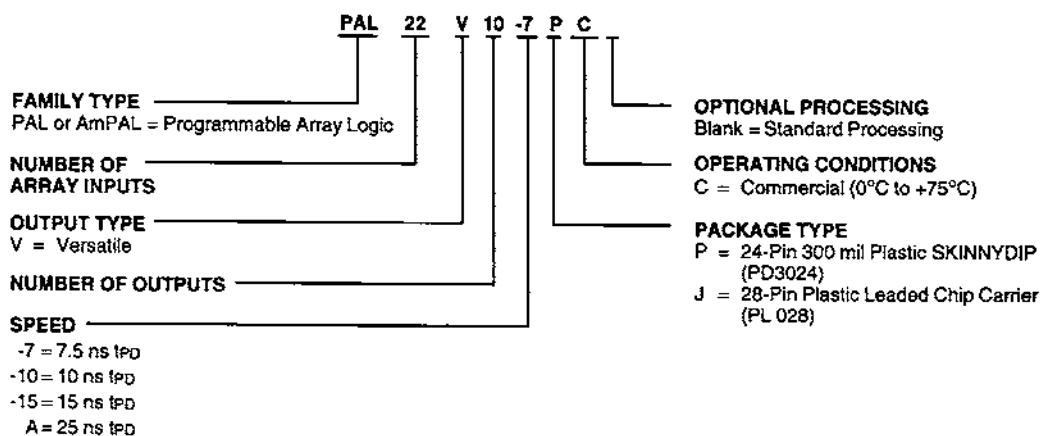 PAL 22 V 10 -7 P C
FAMILY TYPE
PAL or AmPAL = Programmable Array Logic
NUMBER OF
ARRAY INPUTS
OUTPUT TYPE
V = Versatile
NUMBER OF OUTPUTS
SPEED
-7 = 7.5 ns tPD
-10 = 10 ns tPD
-15 = 15 ns tPD
A = 25 ns tPD
OPTIONAL PROCESSING
Blank = Standard Processing
OPERATING CONDITIONS
C = Commercial (0°C to +75°C)
PACKAGE TYPE
P = 24-Pin 300 mil Plastic SKINNYDIP
(PD3024)
J = 28-Pin Plastic Leaded Chip Carrier
(PL 028)